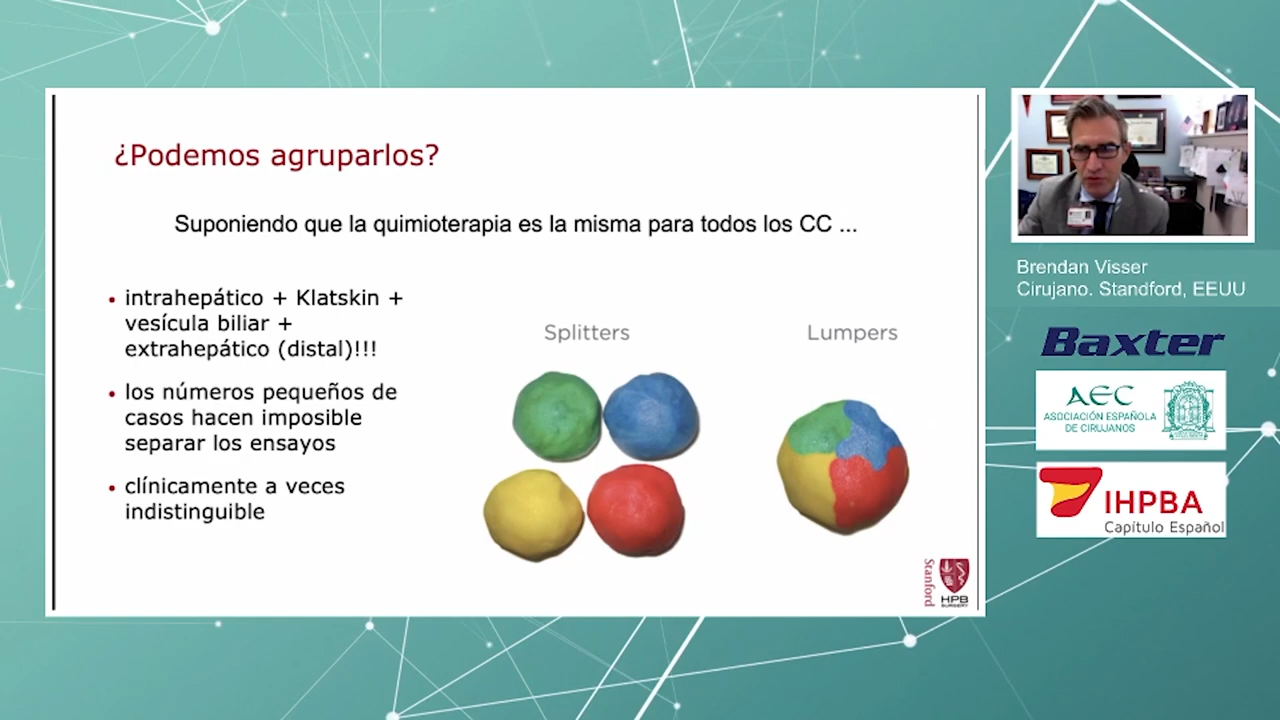 ¿Podemos agruparlos?
Suponiendo que la quimioterapia es la misma para todos los CC ...
• intrahepático + Klatskin +
vesícula biliar +
extrahepático (distal)!!!
• los números pequeños de
casos hacen imposible
separar los ensayos
• clínicamente a veces
indistinguible
Splitters
Lumpers
Stanford
HPB
SURGERY
Brendan Visser
Cirujano. Standford, EEUU
Baxter
AEC
ASOCIACIÓN ESPAÑOLA
DE CIRUJANOS
IHPBA
Capítulo Español